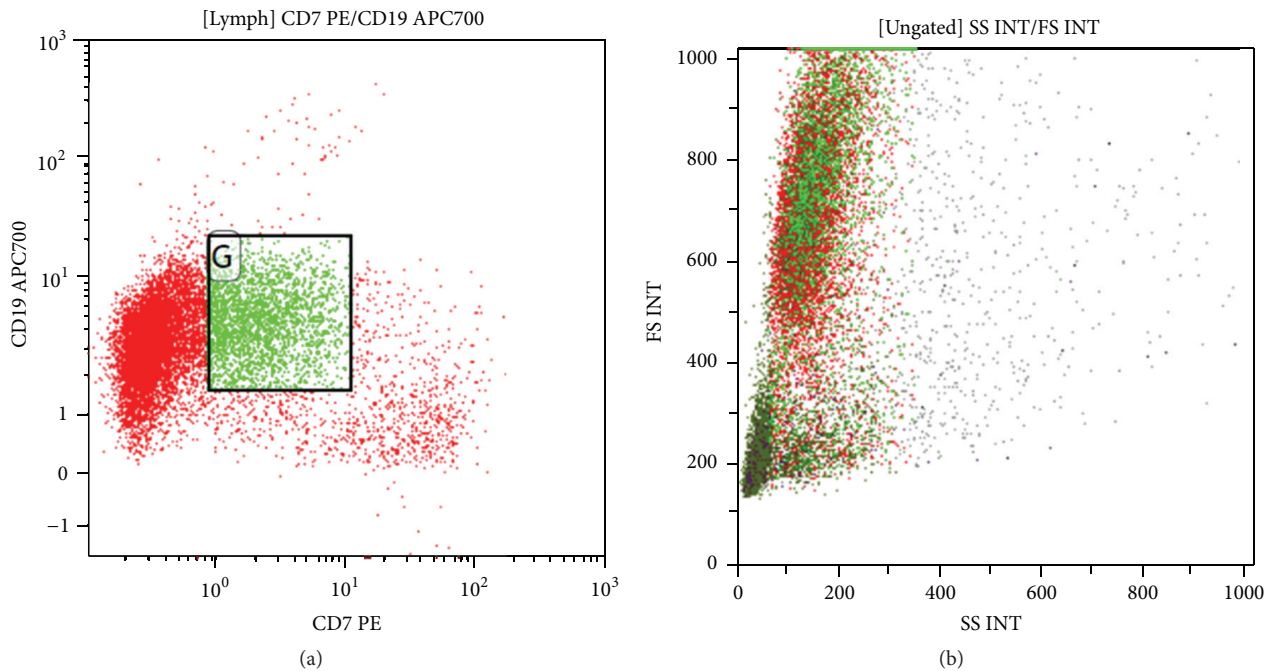 [Lymph] CD7 PE/CD19 APC700
10³
10²
10¹
1
0
−1
CD19 APC700
G
10⁰
10¹
10²
10³
CD7 PE
(a)
[Ungated] SS INT/FS INT
1000
800
600
400
200
0
FS INT
0
200
400
600
800
1000
SS INT
(b)